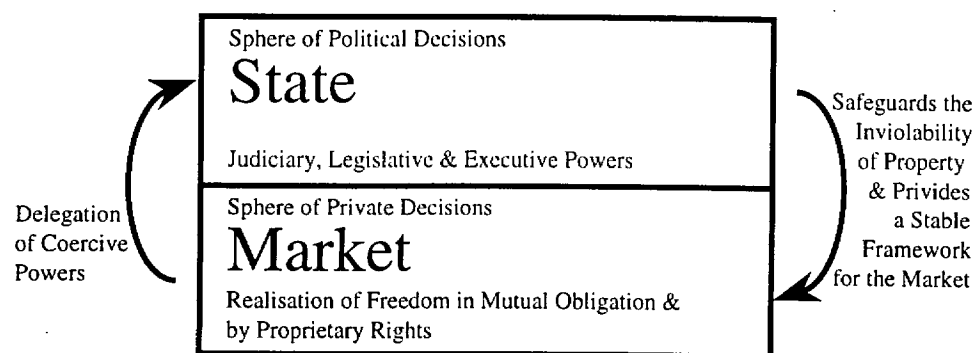 Sphere of Political Decisions
State
Judiciary, Legislative & Executive Powers
Sphere of Private Decisions
Market
Realisation of Freedom in Mutual Obligation &
by Proprietary Rights
Delegation
of Coercive
Powers
Safeguards the
Inviolability
of Property
& Privides
a Stable
Framework
for the Market